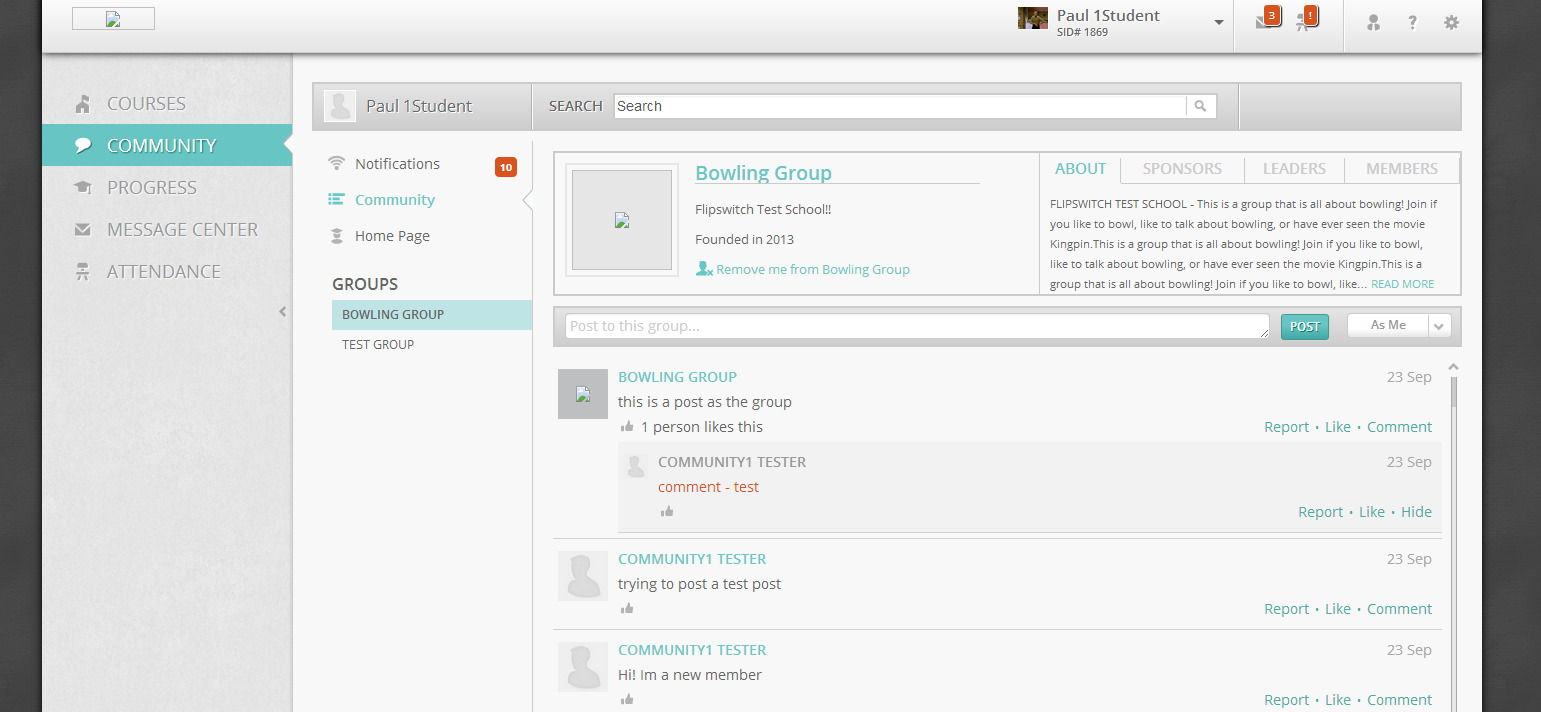 Paul 1Student
SID# 1869
3
!
?
COURSES
COMMUNITY
PROGRESS
MESSAGE CENTER
ATTENDANCE
Paul 1Student
SEARCH
Search
Notifications
10
Community
Home Page
GROUPS
BOWLING GROUP
TEST GROUP
Bowling Group
Flipswitch Test School!!
Founded in 2013
Remove me from Bowling Group
ABOUT
SPONSORS
LEADERS
MEMBERS
FLIPSWITCH TEST SCHOOL - This is a group that is all about bowling! Join if
you like to bowl, like to talk about bowling, or have ever seen the movie
Kingpin.This is a group that is all about bowling! Join if you like to bowl,
like to talk about bowling, or have ever seen the movie Kingpin.This is a
group that is all about bowling! Join if you like to bowl, like... READ MORE
Post to this group...
POST
As Me
BOWLING GROUP
23 Sep
this is a post as the group
1 person likes this
Report • Like • Comment
COMMUNITY1 TESTER
23 Sep
comment - test
Report • Like • Hide
COMMUNITY1 TESTER
23 Sep
trying to post a test post
Report • Like • Comment
COMMUNITY1 TESTER
23 Sep
Hi! Im a new member
Report • Like • Comment